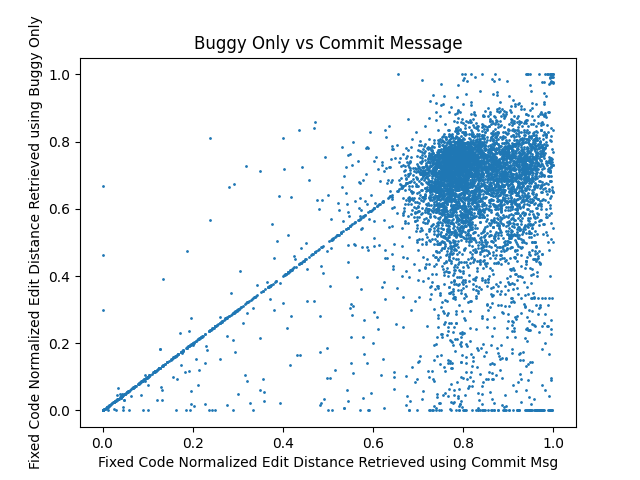 Buggy Only vs Commit Message
Fixed Code Normalized Edit Distance Retrieved using Buggy Only
1.0
0.8
0.6
0.4
0.2
0.0
0.0 0.2 0.4 0.6 0.8 1.0
Fixed Code Normalized Edit Distance Retrieved using Commit Msg